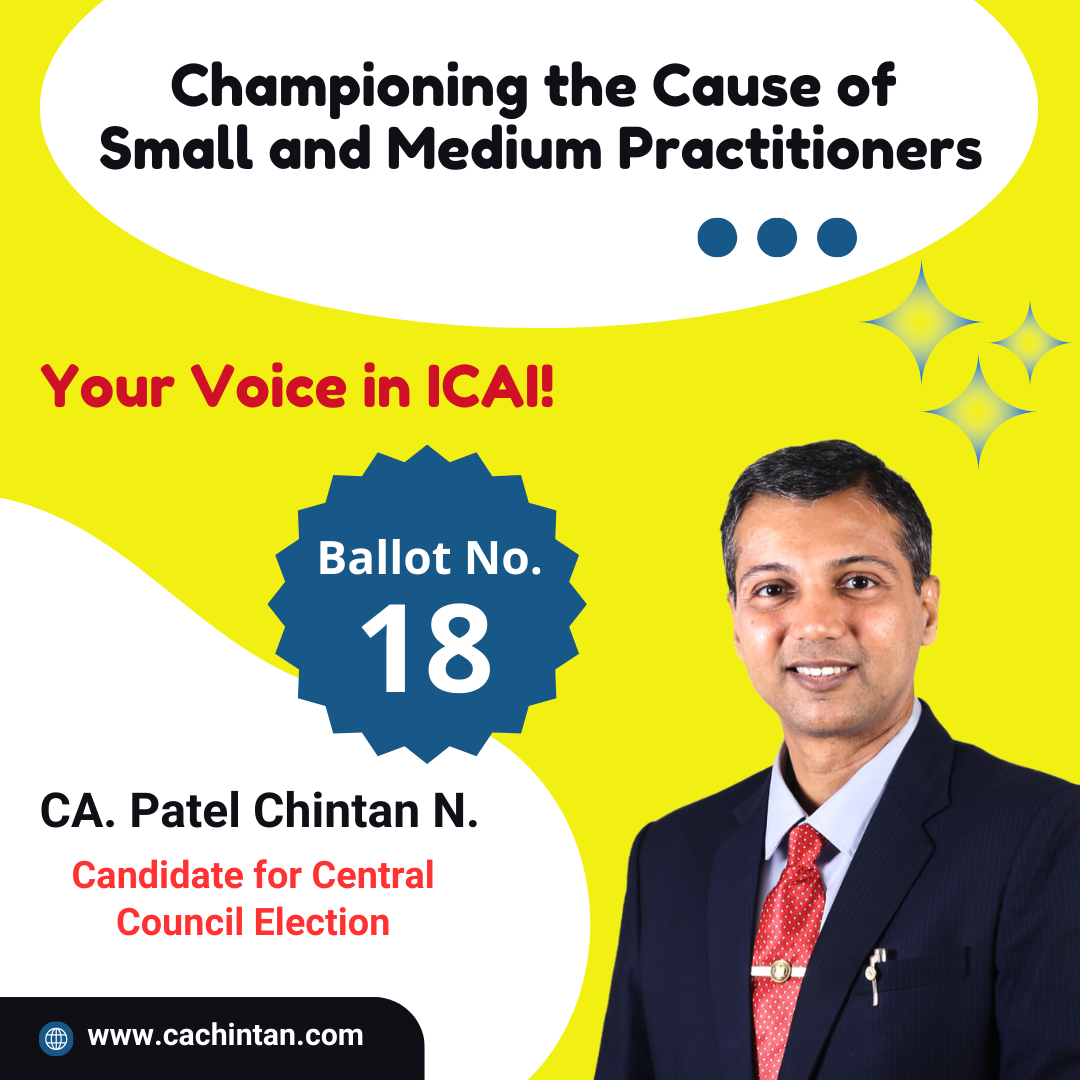 Championing the Cause of
Small and Medium Practitioners
Your Voice in ICAI!
Ballot No.
18
CA. Patel Chintan N.
Candidate for Central
Council Election
www.cachintan.com